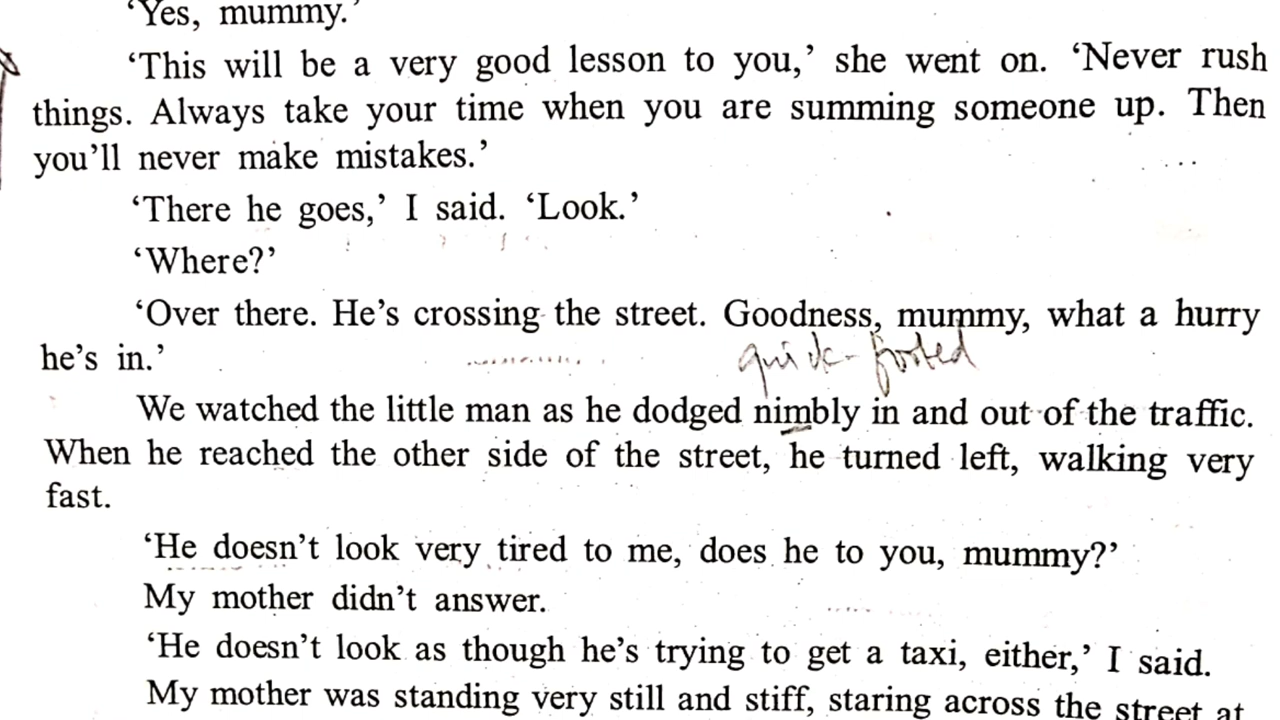 ‘Yes, mummy.’
‘This will be a very good lesson to you,’ she went on. ‘Never rush
things. Always take your time when you are summing someone up. Then
you’ll never make mistakes.’
‘There he goes,’ I said. ‘Look.’
‘Where?’
‘Over there. He’s crossing the street. Goodness, mummy, what a hurry
he’s in.’
quick-footed
We watched the little man as he dodged nimbly in and out of the traffic.
When he reached the other side of the street, he turned left, walking very
fast.
‘He doesn’t look very tired to me, does he to you, mummy?’
My mother didn’t answer.
‘He doesn’t look as though he’s trying to get a taxi, either,’ I said.
My mother was standing very still and stiff, staring across the street at